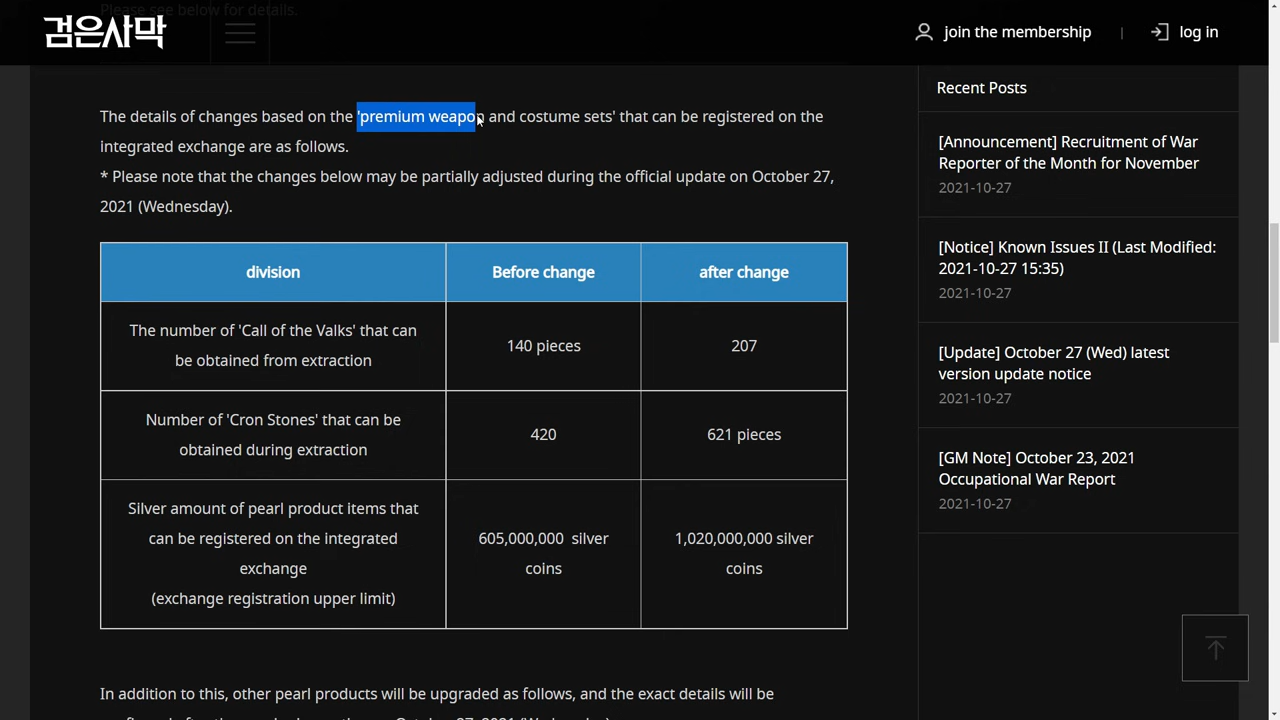 Please see below for details.
검은사막
join the membership
|
log in
The details of changes based on the 'premium weapon and costume sets' that can be registered on the
integrated exchange are as follows.
* Please note that the changes below may be partially adjusted during the official update on October 27,
2021 (Wednesday).
division
Before change
after change
The number of 'Call of the Valks' that can
be obtained from extraction
140 pieces
207
Number of 'Cron Stones' that can be
obtained during extraction
420
621 pieces
Silver amount of pearl product items that
can be registered on the integrated
exchange
(exchange registration upper limit)
605,000,000 silver
coins
1,020,000,000 silver
coins
In addition to this, other pearl products will be upgraded as follows, and the exact details will be
Recent Posts
[Announcement] Recruitment of War
Reporter of the Month for November
2021-10-27
[Notice] Known Issues II (Last Modified:
2021-10-27 15:35)
2021-10-27
[Update] October 27 (Wed) latest
version update notice
2021-10-27
[GM Note] October 23, 2021
Occupational War Report
2021-10-27